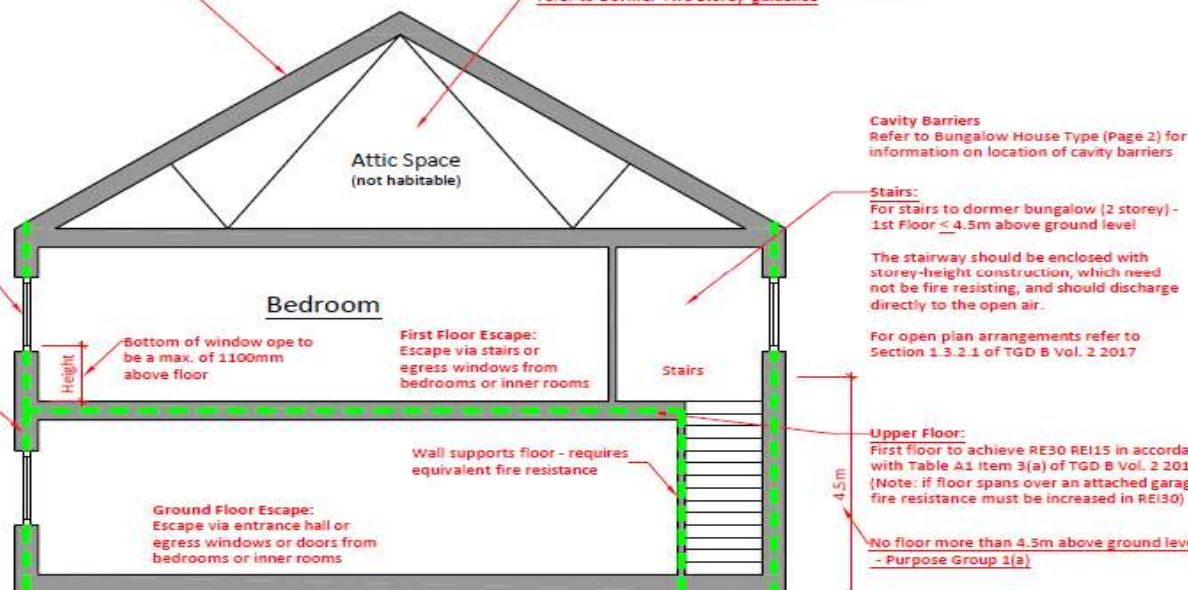 refer to Dormer Two Storey guideline
Attic Space
(not habitable)
Cavity Barriers
Refer to Bungalow House Type (Page 2) for
information on location of cavity barriers
Stairs:
For stairs to dormer bungalow (2 storey) -
1st Floor < 4.5m above ground level
The stairway should be enclosed with
storey-height construction, which need
not be fire resisting, and should discharge
directly to the open air.
For open plan arrangements refer to
Section 1.3.2.1 of TGD B Vol. 2 2017
Bedroom
Bottom of window ope to
be a max. of 1100mm
above floor
Height
First Floor Escape:
Escape via stairs or
egress windows from
bedrooms or inner rooms
Stairs
Upper Floor:
First floor to achieve RE30 REI15 in accorda
with Table A1 Item 3(a) of TGD B Vol. 2 201
(Note: if floor spans over an attached garag
fire resistance must be increased in REI30)
Wall supports floor - requires
equivalent fire resistance
4.5m
Ground Floor Escape:
Escape via entrance hall or
egress windows or doors from
bedrooms or inner rooms
No floor more than 4.5m above ground leve
- Purpose Group 1(a)